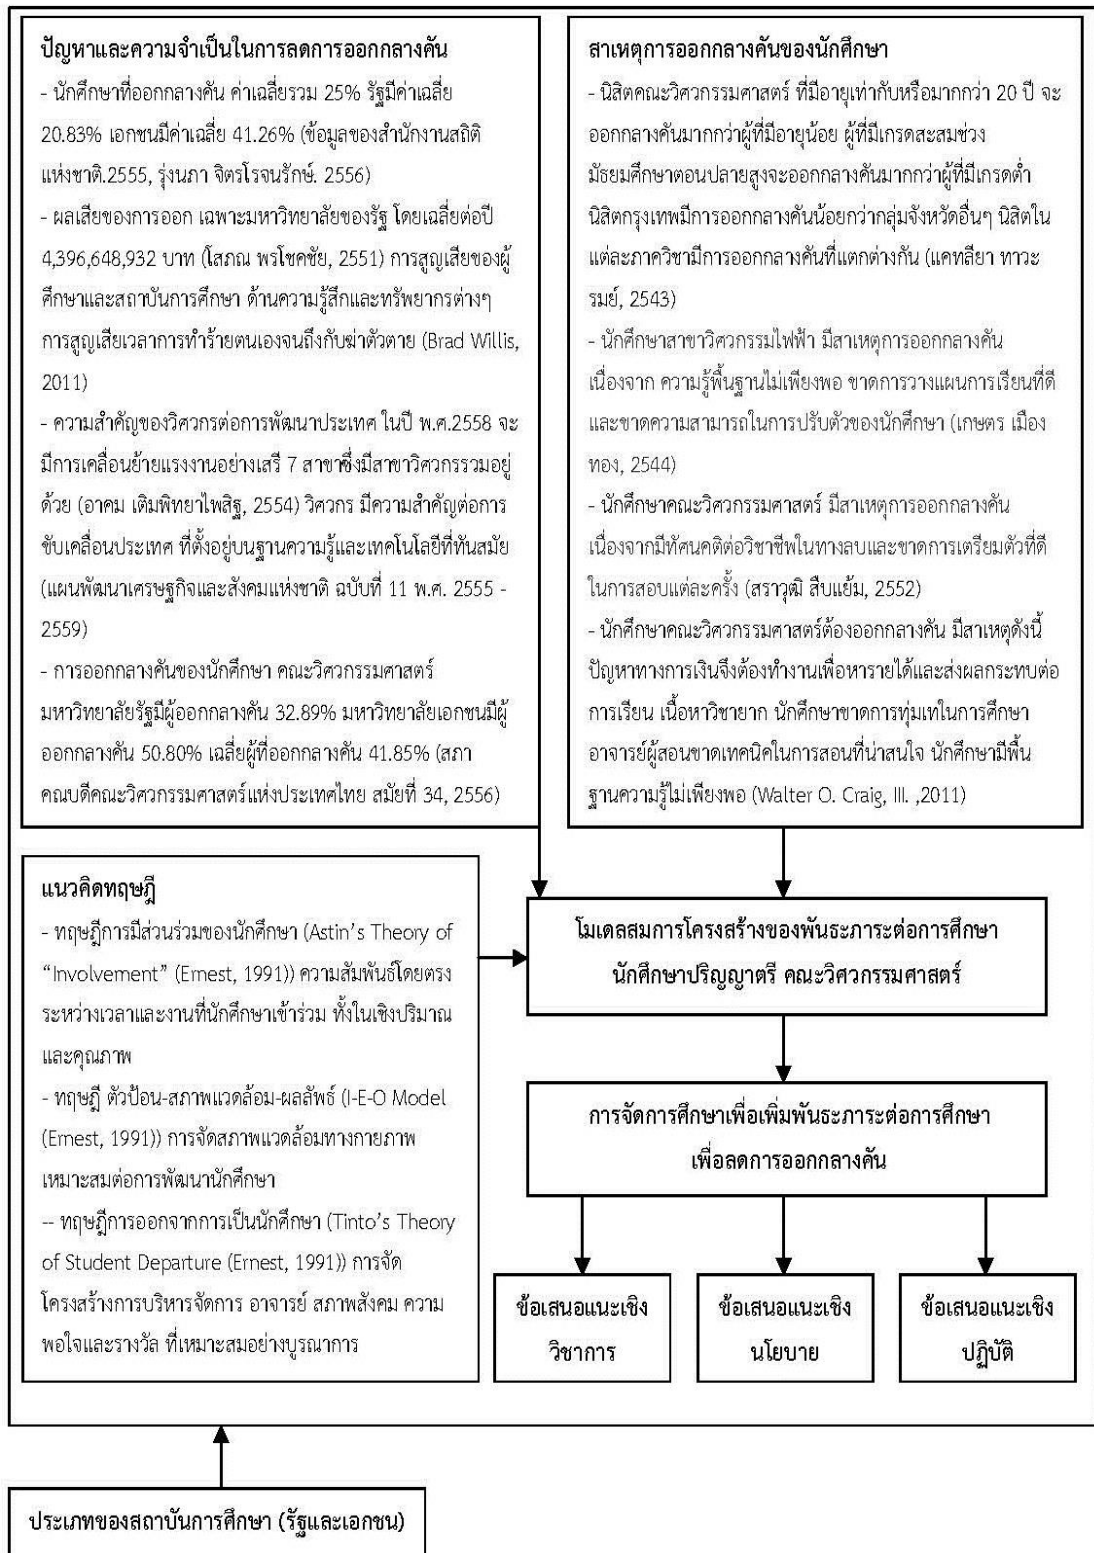 ปัญหาและความจำเป็นในการลดการออกกลางคัน
- นักศึกษาที่ออกกลางคัน ค่าเฉลี่ยรวม 25% รัฐมีค่าเฉลี่ย
20.83% เอกชนมีค่าเฉลี่ย 41.26% (ข้อมูลของสำนักงานสถิติ
แห่งชาติ.2555, รุ่งนภา จิตรโรจนรักษ์. 2556)
- ผลเสียของการออก เฉพาะมหาวิทยาลัยของรัฐ โดยเฉลี่ยต่อปี
4,396,648,932 บาท (โสภณ พรโชคชัย, 2551) การสูญเสียของผู้
ศึกษาและสถาบันการศึกษา ด้านความรู้สึกและทรัพยากรต่างๆ
การสูญเสียเวลาการทำร้ายตนเองจนถึงกับฆ่าตัวตาย (Brad Willis,
2011)
- ความสำคัญของวิศวกรต่อการพัฒนาประเทศ ในปี พ.ศ.2558 จะ
มีการเคลื่อนย้ายแรงงานอย่างเสรี 7 สาขาซึ่งมีสาขาวิศวกรรวมอยู่
ด้วย (อาคม เติมพิทยาไพสิฐ, 2554) วิศวกร มีความสำคัญต่อการ
ขับเคลื่อนประเทศ ที่ตั้งอยู่บนฐานความรู้และเทคโนโลยีที่ทันสมัย
(แผนพัฒนาเศรษฐกิจและสังคมแห่งชาติ ฉบับที่ 11 พ.ศ. 2555 -
2559)
- การออกกลางคันของนักศึกษา คณะวิศวกรรมศาสตร์
มหาวิทยาลัยรัฐมีผู้ออกกลางคัน 32.89% มหาวิทยาลัยเอกชนมีผู้
ออกกลางคัน 50.80% เฉลี่ยผู้ที่ออกกลางคัน 41.85% (สภา
คณบดีคณะวิศวกรรมศาสตร์แห่งประเทศไทย สมัยที่ 34, 2556)
สาเหตุการออกกลางคันของนักศึกษา
- นิสิตคณะวิศวกรรมศาสตร์ ที่มีอายุเท่ากับหรือมากกว่า 20 ปี จะ
ออกกลางคันมากกว่าผู้ที่มีอายุน้อย ผู้ที่มีเกรดสะสมช่วง
มัธยมศึกษาตอนปลายสูงจะออกกลางคันมากกว่าผู้ที่มีเกรดต่ำ
นิสิตกรุงเทพมีการออกกลางคันน้อยกว่ากลุ่มจังหวัดอื่นๆ นิสิตใน
แต่ละภาควิชามีการออกกลางคันที่แตกต่างกัน (แคทลียา ทาวะ
รมย์, 2543)
- นักศึกษาสาขาวิศวกรรมไฟฟ้า มีสาเหตุการออกกลางคัน
เนื่องจาก ความรู้พื้นฐานไม่เพียงพอ ขาดการวางแผนการเรียนที่ดี
และขาดความสามารถในการปรับตัวของนักศึกษา (เกษตร เมือง
ทอง, 2544)
- นักศึกษาคณะวิศวกรรมศาสตร์ มีสาเหตุการออกกลางคัน
เนื่องจากมีทัศนคติต่อวิชาชีพในทางลบและขาดการเตรียมตัวที่ดี
ในการสอบแต่ละครั้ง (สราวุฒิ สืบแย้ม, 2552)
- นักศึกษาคณะวิศวกรรมศาสตร์ต้องออกกลางคัน มีสาเหตุดังนี้
ปัญหาทางการเงินจึงต้องทำงานเพื่อหารายได้และส่งผลกระทบต่อ
การเรียน เนื้อหาวิชายาก นักศึกษาขาดการทุ่มเทในการศึกษา
อาจารย์ผู้สอนขาดเทคนิคในการสอนที่น่าสนใจ นักศึกษามีพื้น
ฐานความรู้ไม่เพียงพอ (Walter O. Craig, III. ,2011)
แนวคิดทฤษฎี
- ทฤษฎีการมีส่วนร่วมของนักศึกษา (Astin's Theory of
“Involvement” (Ernest, 1991)) ความสัมพันธ์โดยตรง
ระหว่างเวลาและงานที่นักศึกษาเข้าร่วม ทั้งในเชิงปริมาณ
และคุณภาพ
- ทฤษฎี ตัวป้อน-สภาพแวดล้อม-ผลลัพธ์ (I-E-O Model
(Ernest, 1991)) การจัดสภาพแวดล้อมทางกายภาพ
เหมาะสมต่อการพัฒนานักศึกษา
-- ทฤษฎีการออกจากการเป็นนักศึกษา (Tinto's Theory
of Student Departure (Ernest, 1991)) การจัด
โครงสร้างการบริหารจัดการ อาจารย์ สภาพสังคม ความ
พอใจและรางวัล ที่เหมาะสมอย่างบูรณาการ
โมเดลสมการโครงสร้างของพันธะภาระต่อการศึกษา
นักศึกษาปริญญาตรี คณะวิศวกรรมศาสตร์
การจัดการศึกษาเพื่อเพิ่มพันธะภาระต่อการศึกษา
เพื่อลดการออกกลางคัน
ข้อเสนอแนะเชิง
วิชาการ
ข้อเสนอแนะเชิง
นโยบาย
ข้อเสนอแนะเชิง
ปฏิบัติ
ประเภทของสถาบันการศึกษา (รัฐและเอกชน)